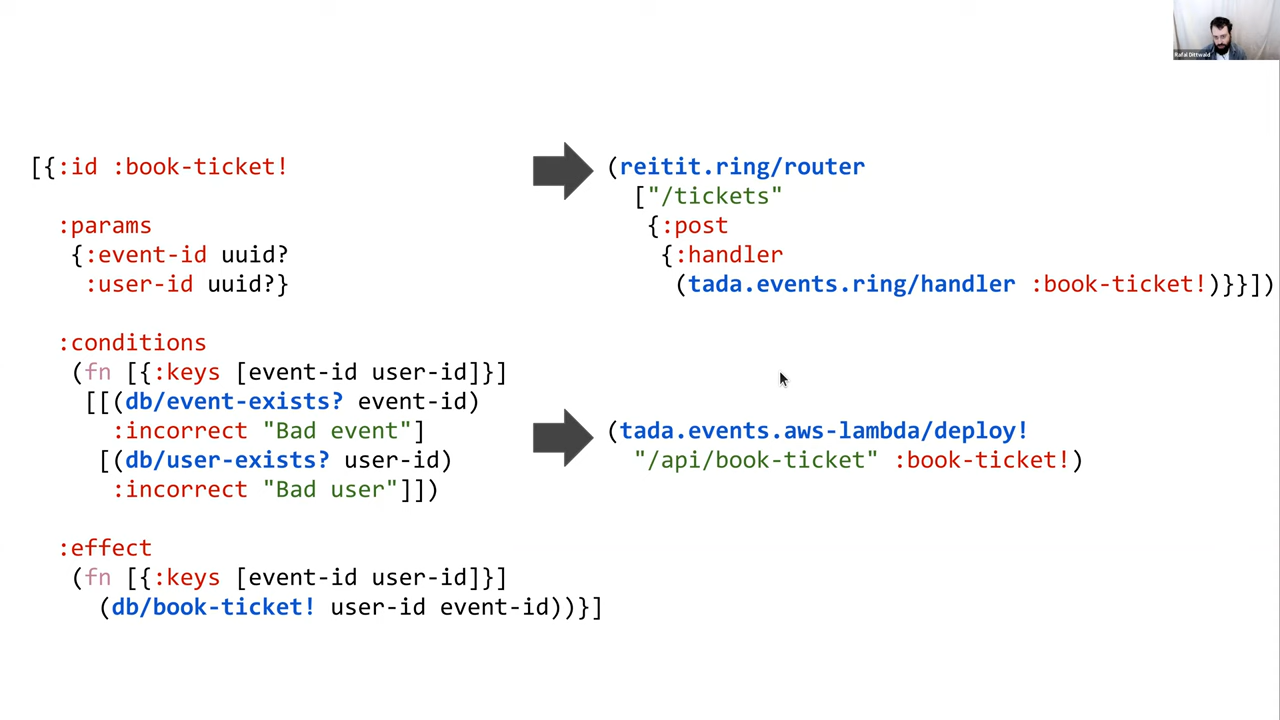 Rafal Dittwald
[{:id :book-ticket!
:params
{:event-id uuid?
:user-id uuid?}
:conditions
(fn [{:keys [event-id user-id]}]
[[(db/event-exists? event-id)
:incorrect "Bad event"]
[(db/user-exists? user-id)
:incorrect "Bad user"]])
:effect
(fn [{:keys [event-id user-id]}]
(db/book-ticket! user-id event-id))}]
(reitit.ring/router
["/tickets"
{:post
{:handler
(tada.events.ring/handler :book-ticket!)}}])
(tada.events.aws-lambda/deploy!
"/api/book-ticket" :book-ticket!)